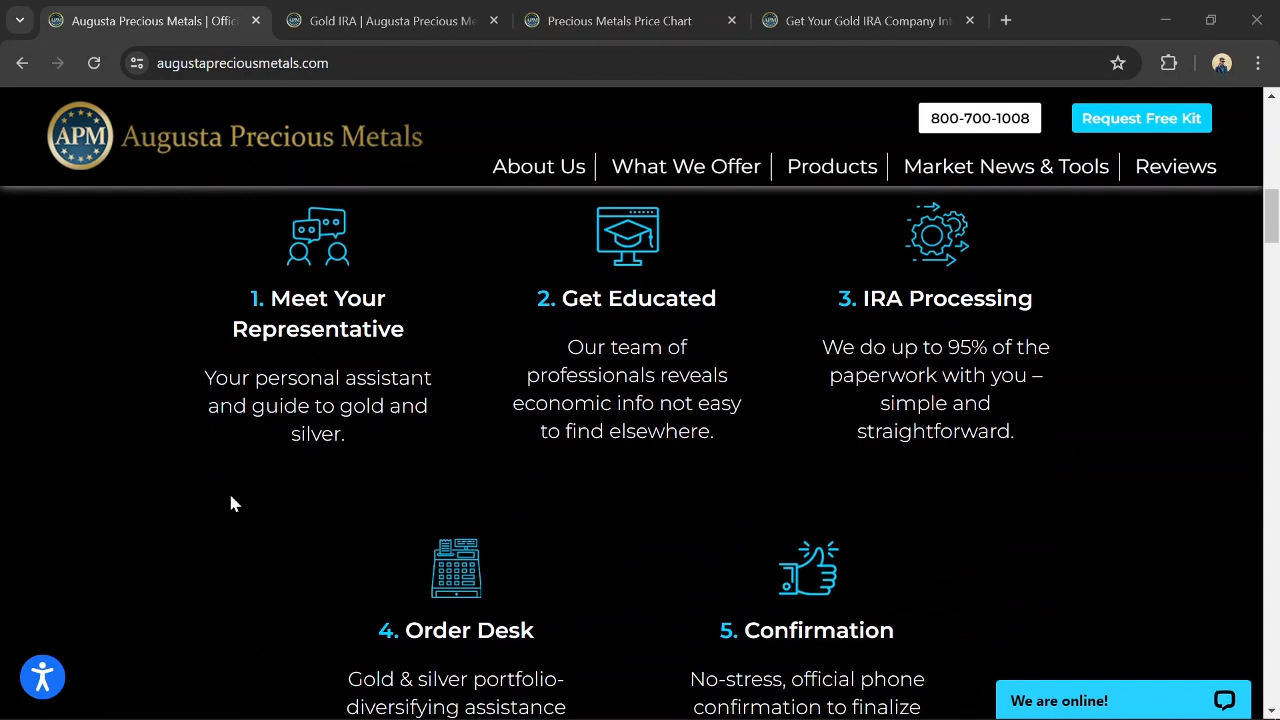 Augusta Precious Metals | Offici
Gold IRA | Augusta Precious Me
Precious Metals Price Chart
Get Your Gold IRA Company Int
augustapreciousmetals.com
APM Augusta Precious Metals
800-700-1008
Request Free Kit
About Us
What We Offer
Products
Market News & Tools
Reviews
1. Meet Your
Representative
Your personal assistant
and guide to gold and
silver.
2. Get Educated
Our team of
professionals reveals
economic info not easy
to find elsewhere.
3. IRA Processing
We do up to 95% of the
paperwork with you –
simple and
straightforward.
4. Order Desk
Gold & silver portfolio-
diversifying assistance
5. Confirmation
No-stress, official phone
confirmation to finalize
We are online!